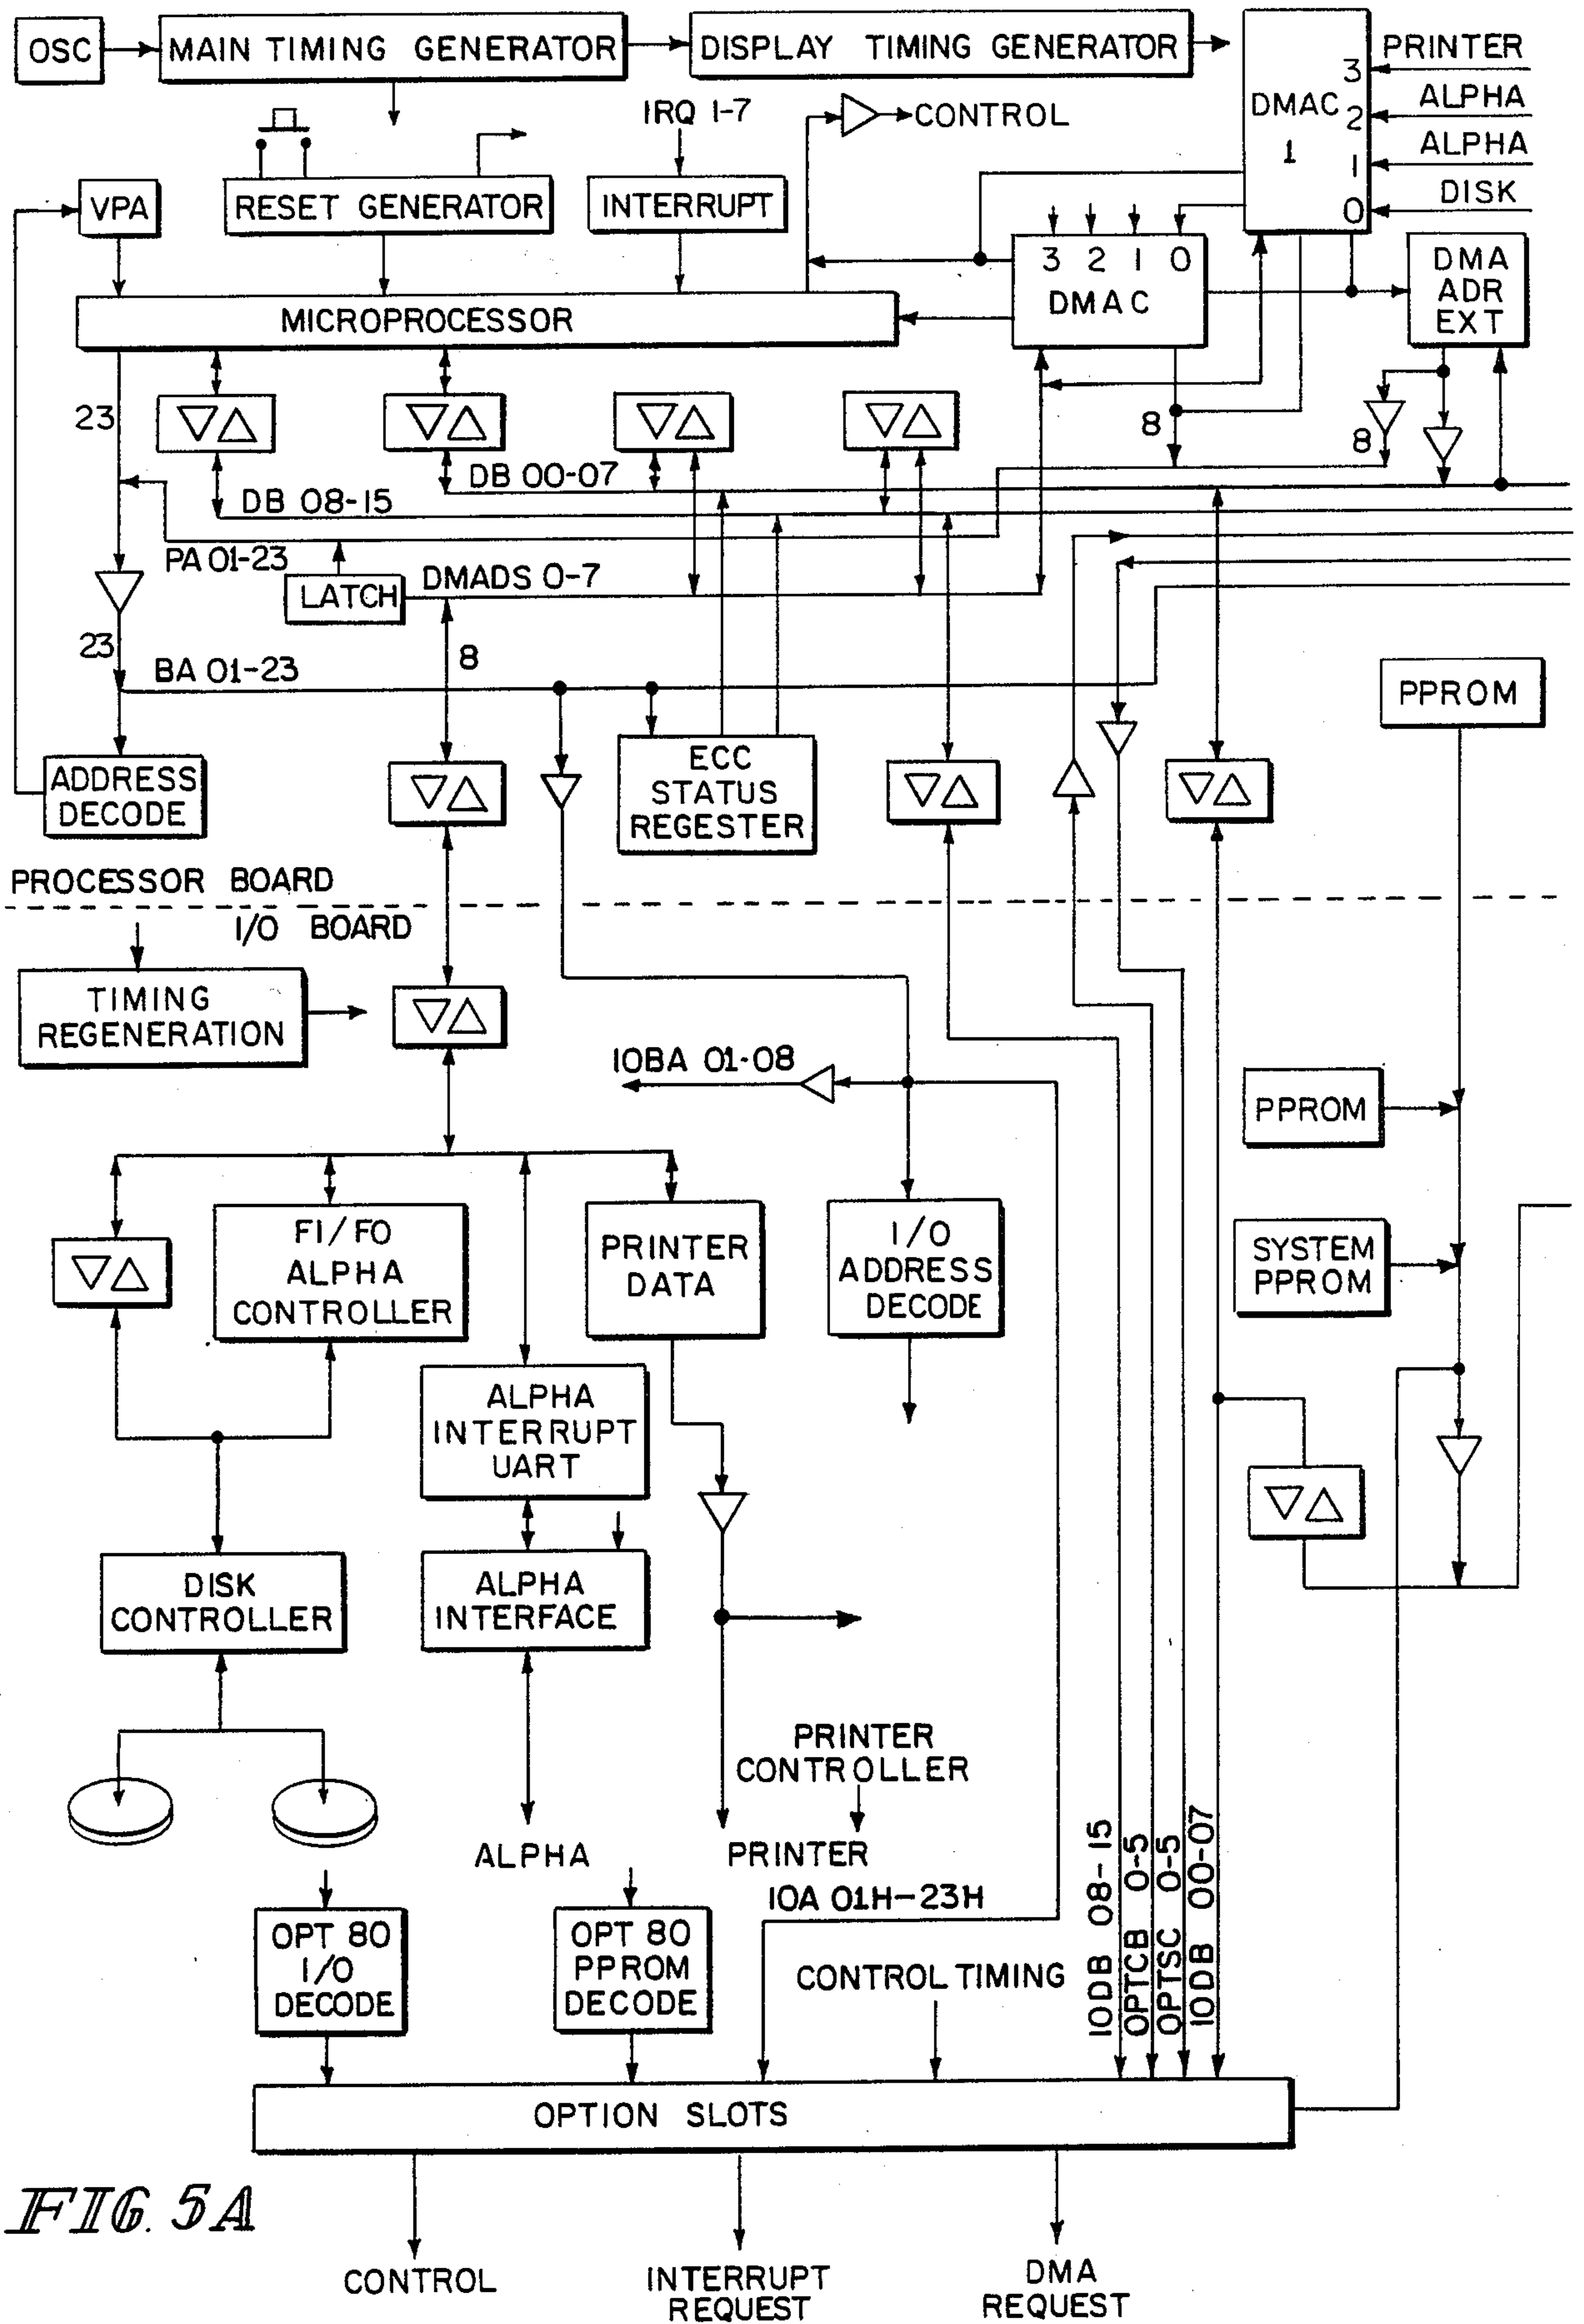 OSC
MAIN TIMING GENERATOR
DISPLAY TIMING GENERATOR
DMAC
1
3
2
1
0
PRINTER
ALPHA
ALPHA
DISK
IRQ 1-7
CONTROL
VPA
RESET GENERATOR
INTERRUPT
3 2 1 0
DMAC
DMA
ADR
EXT
MICROPROCESSOR
23
8
8
DB 00-07
DB 08-15
PA 01-23
LATCH
DMADS 0-7
23
BA 01-23
8
PPROM
ADDRESS
DECODE
ECC
STATUS
REGESTER
PROCESSOR BOARD
I/O BOARD
TIMING
REGENERATION
IOBA 01-08
PPROM
FI/FO
ALPHA
CONTROLLER
PRINTER
DATA
I/O
ADDRESS
DECODE
SYSTEM
PPROM
ALPHA
INTERRUPT
UART
DISK
CONTROLLER
ALPHA
INTERFACE
PRINTER
CONTROLLER
ALPHA
PRINTER
IOA 01H-23H
IODB 08-15
OPTCB 0-5
OPTSC 0-5
IODB 00-07
OPT 80
I/O
DECODE
OPT 80
PPROM
DECODE
CONTROL TIMING
OPTION SLOTS
FIG. 5A
CONTROL
INTERRUPT
REQUEST
DMA
REQUEST